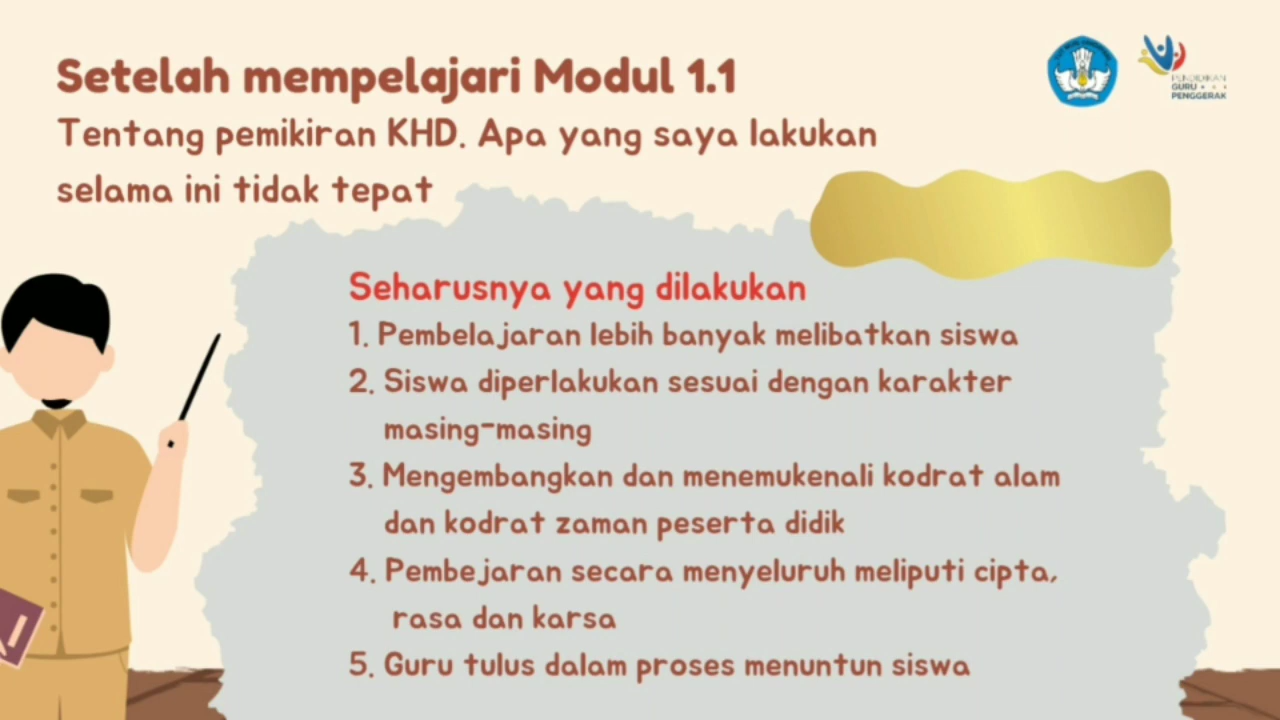 Setelah mempelajari Modul 1.1
Tentang pemikiran KHD. Apa yang saya lakukan
selama ini tidak tepat
PENDIDIKAN
GURU
PENGGERAK
Seharusnya yang dilakukan
1. Pembelajaran lebih banyak melibatkan siswa
2. Siswa diperlakukan sesuai dengan karakter
masing-masing
3. Mengembangkan dan menemukenali kodrat alam
dan kodrat zaman peserta didik
4. Pembejaran secara menyeluruh meliputi cipta,
rasa dan karsa
5. Guru tulus dalam proses menuntun siswa